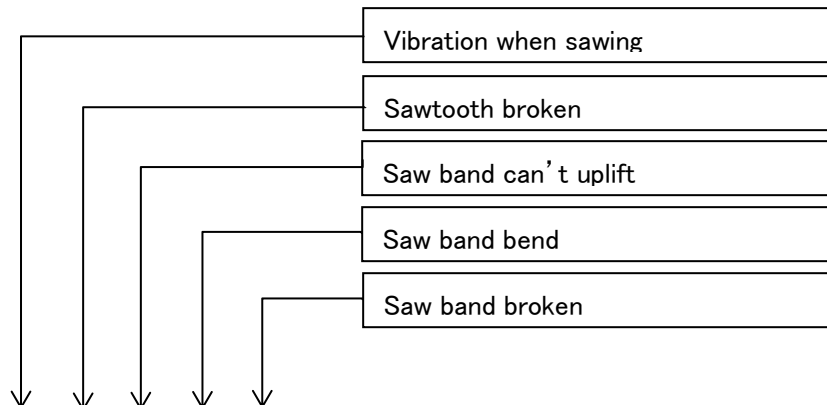 Vibration when sawing
Sawtooth broken
Saw band can’t uplift
Saw band bend
Saw band broken